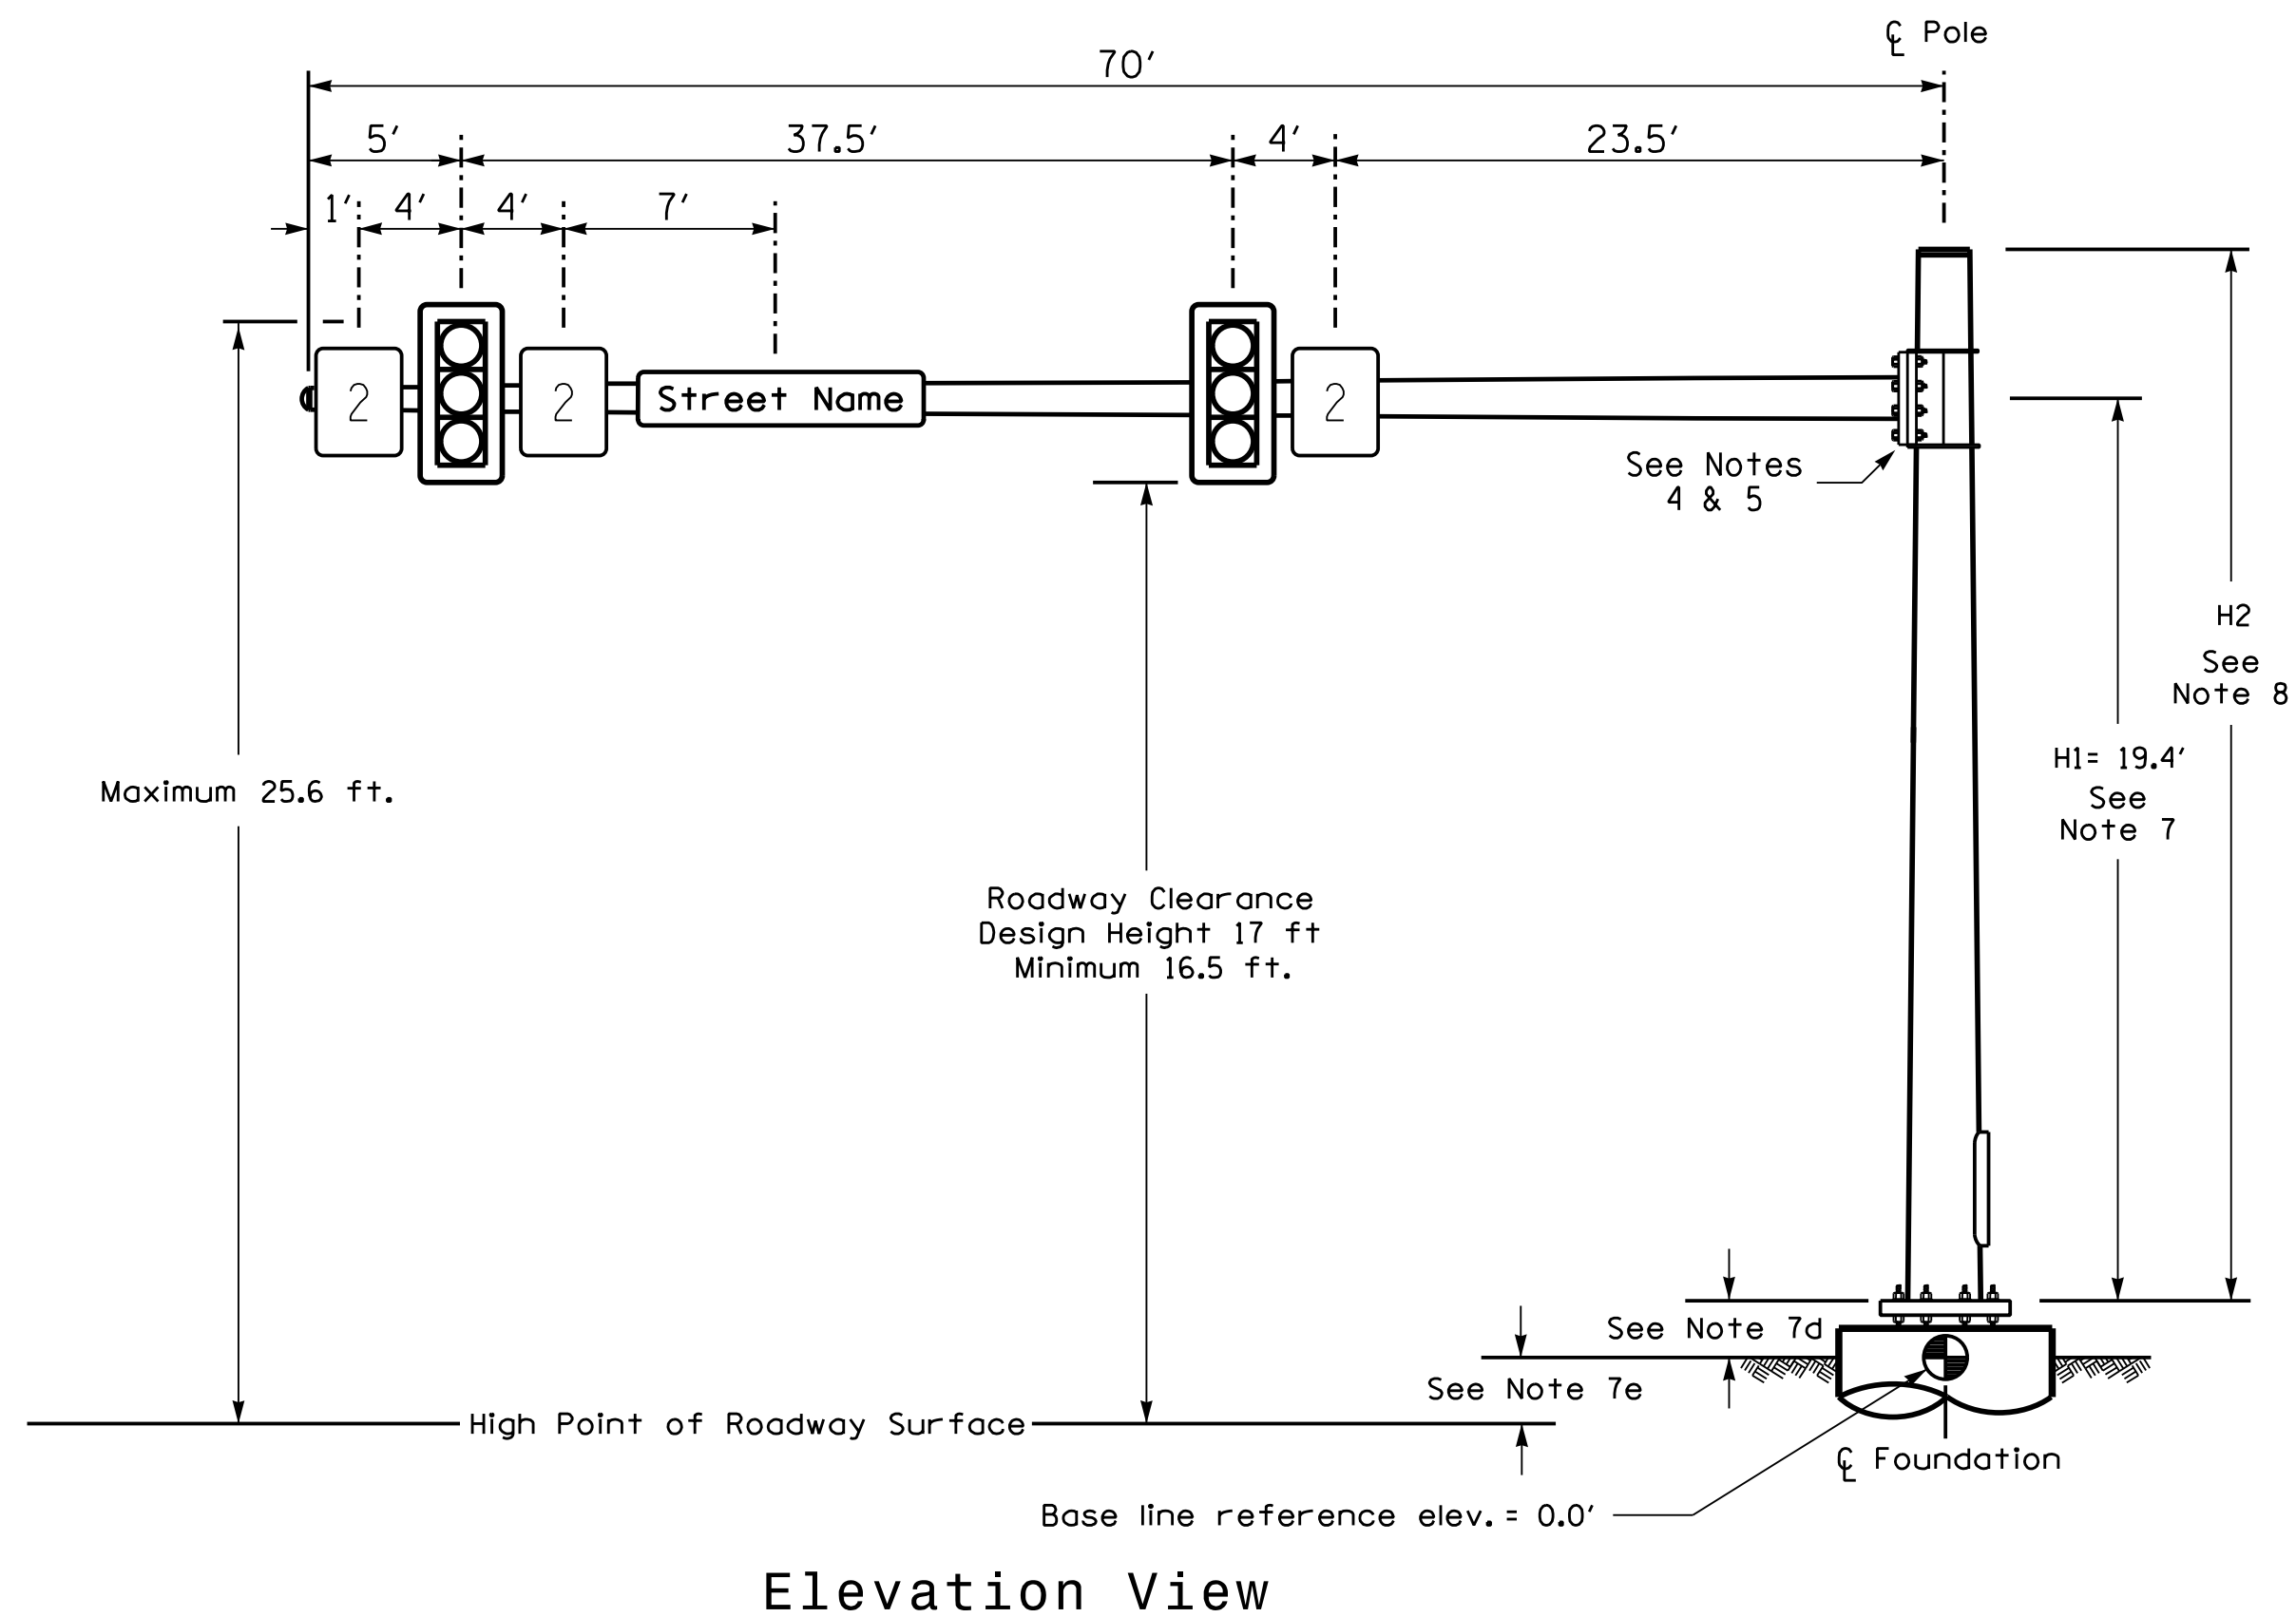 ℄ Pole
70'
5'
37.5'
4'
23.5'
1'
4'
4'
7'
2
2
Street Name
2
See Notes
4 & 5
H2
See
Note 8
H1= 19.4'
See
Note 7
Maximum 25.6 ft.
Roadway Clearance
Design Height 17 ft
Minimum 16.5 ft.
See Note 7d
See Note 7e
High Point of Roadway Surface
℄ Foundation
Base line reference elev. = 0.0'
Elevation View